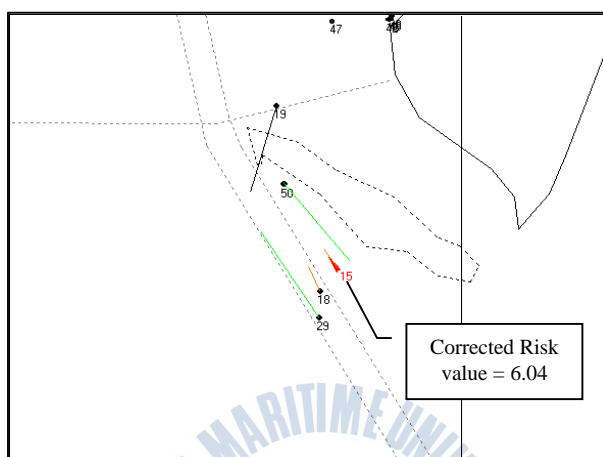 47
19
50
15
18
29
Corrected Risk
value = 6.04
MARITIME UNI